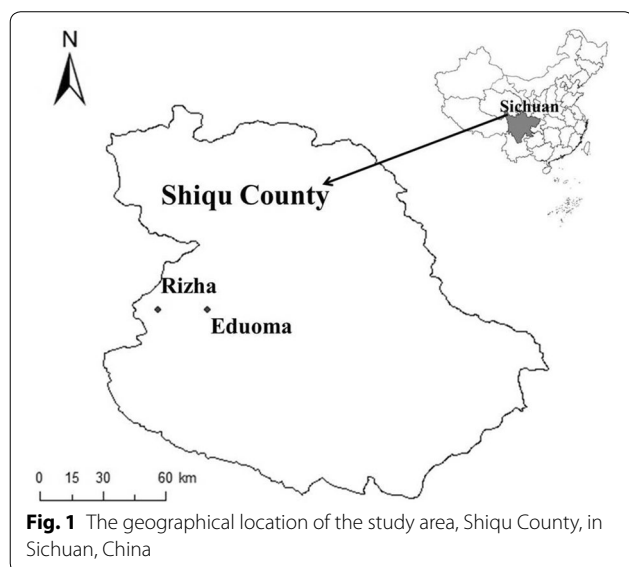 N
Sichuan
Shiqu County
Rizha
Eduoma
0 15 30 60 km
Fig. 1 The geographical location of the study area, Shiqu County, in
Sichuan, China